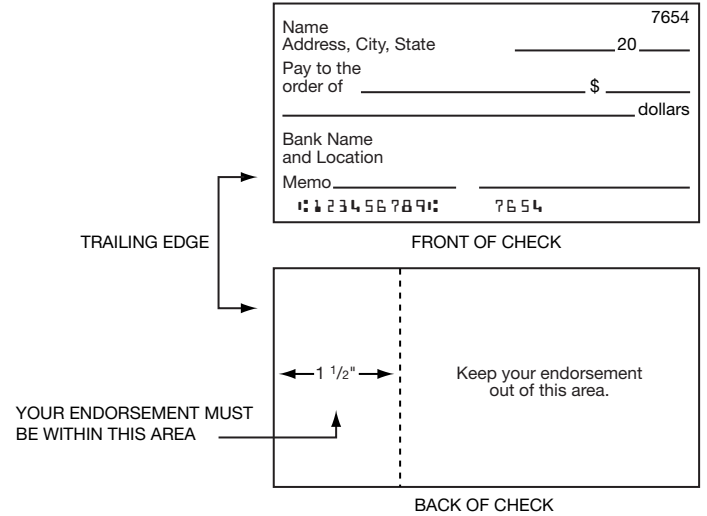 7654
Name
Address, City, State 20
Pay to the
order of $
dollars
Bank Name
and Location
Memo
⑆123456789⑆ 7654
TRAILING EDGE
FRONT OF CHECK
1 1/2"
Keep your endorsement
out of this area.
YOUR ENDORSEMENT MUST
BE WITHIN THIS AREA
BACK OF CHECK